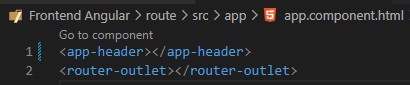 Frontend Angular > route > src > app > app.component.html
Go to component
1 <app-header></app-header>
2 <router-outlet></router-outlet>